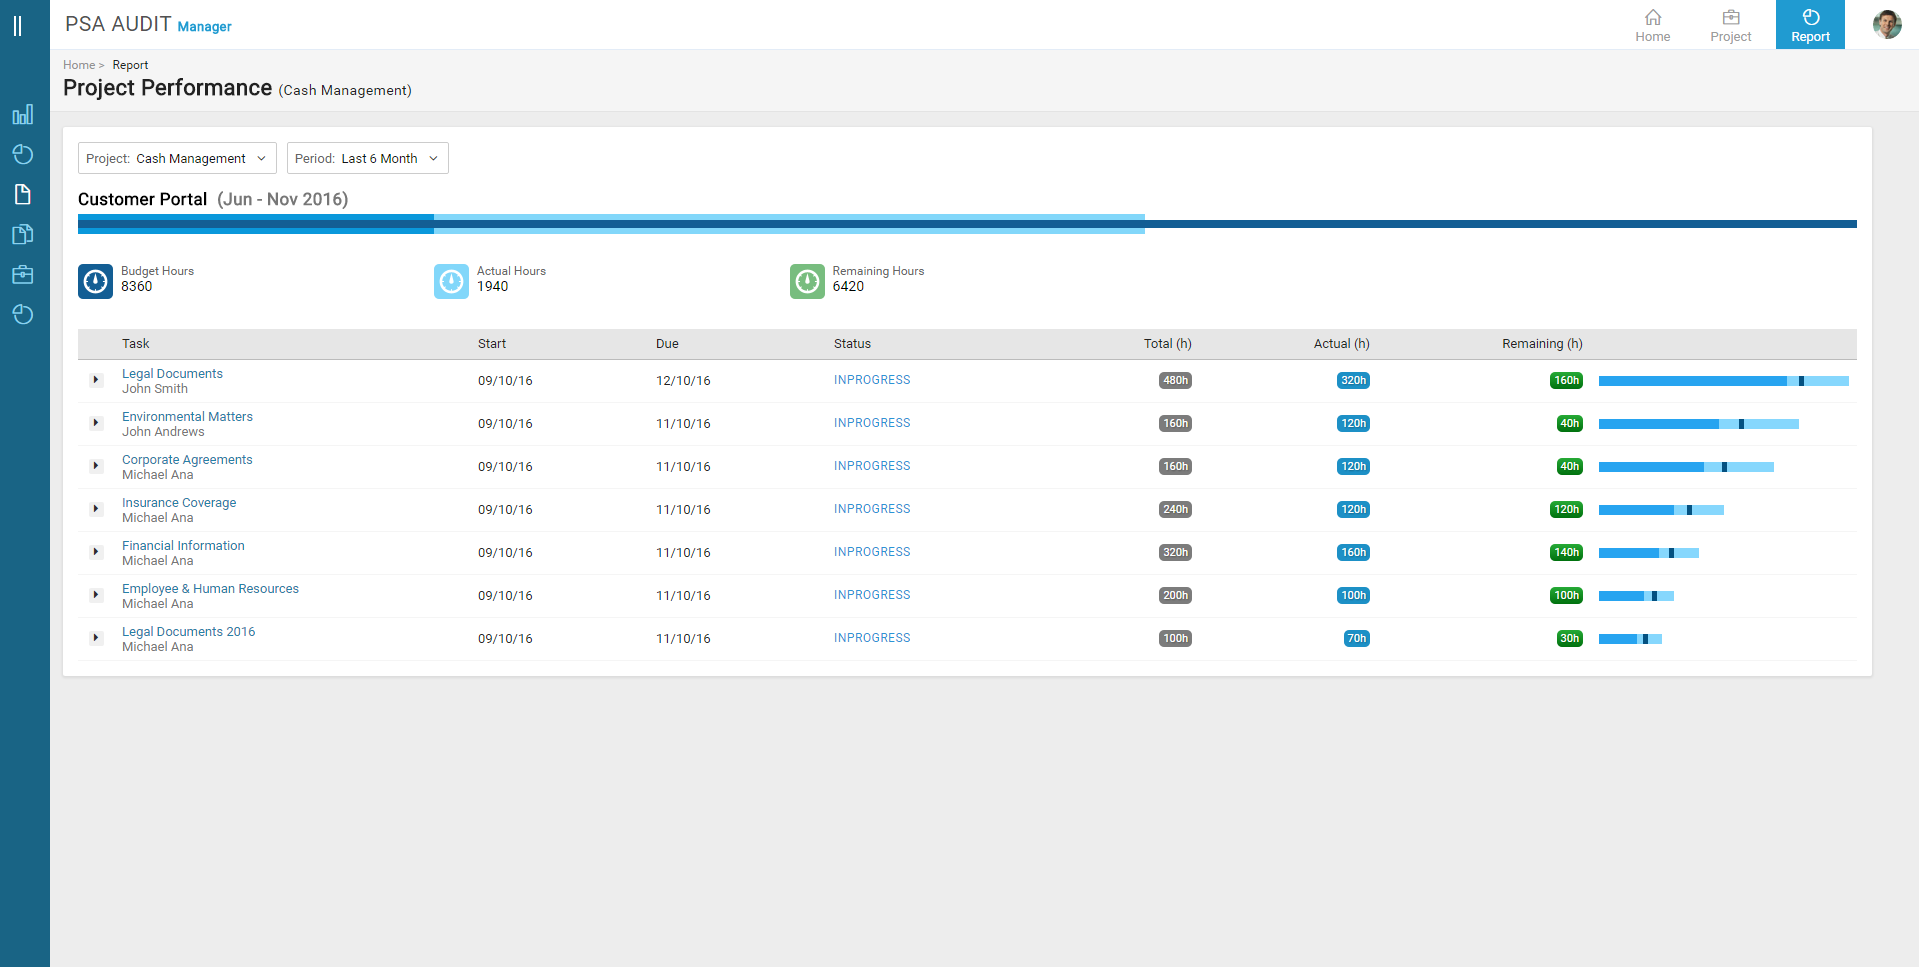 PSA AUDIT Manager
Home
Project
Report
Home > Report
Project Performance (Cash Management)
Project: Cash Management
Period: Last 6 Month
Customer Portal (Jun - Nov 2016)
Budget Hours
8360
Actual Hours
1940
Remaining Hours
6420
Task Start Due Status Total (h) Actual (h) Remaining (h)
Legal Documents
John Smith
09/10/16 12/10/16 INPROGRESS 480h 320h 160h
Environmental Matters
John Andrews
09/10/16 11/10/16 INPROGRESS 160h 120h 40h
Corporate Agreements
Michael Ana
09/10/16 11/10/16 INPROGRESS 160h 120h 40h
Insurance Coverage
Michael Ana
09/10/16 11/10/16 INPROGRESS 240h 120h 120h
Financial Information
Michael Ana
09/10/16 11/10/16 INPROGRESS 320h 160h 140h
Employee & Human Resources
Michael Ana
09/10/16 11/10/16 INPROGRESS 200h 100h 100h
Legal Documents 2016
Michael Ana
09/10/16 11/10/16 INPROGRESS 100h 70h 30h